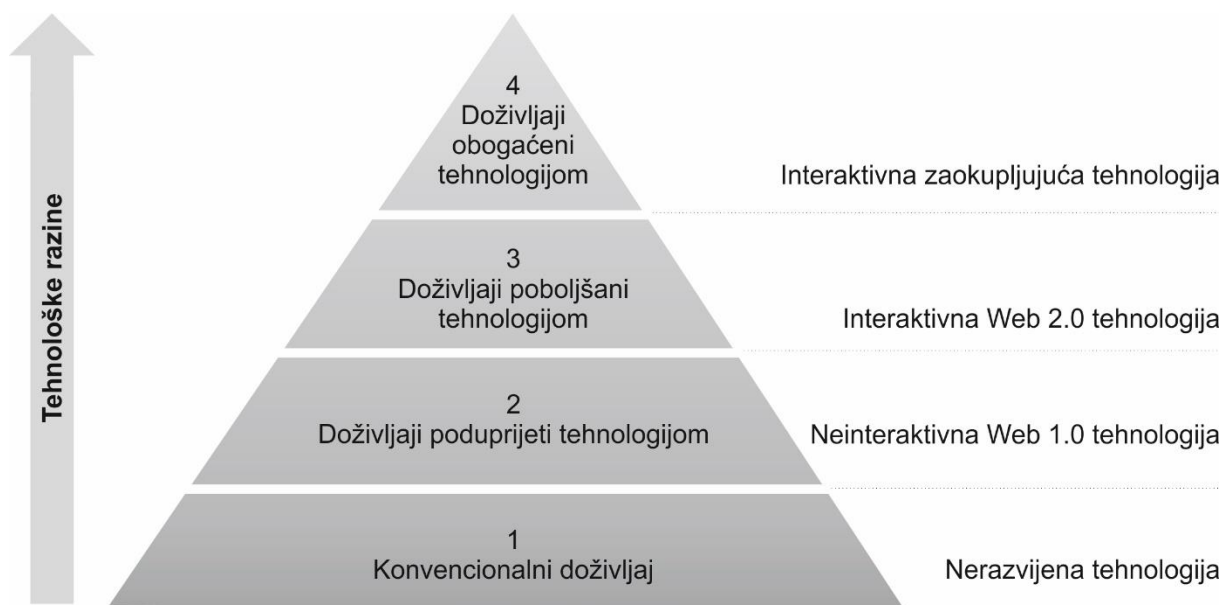 Tehnološke razine
4
Doživljaji
obogaćeni
tehnologijom
Interaktivna zaokupljujuća tehnologija
3
Doživljaji poboljšani
tehnologijom
Interaktivna Web 2.0 tehnologija
2
Doživljaji poduprijeti tehnologijom
Neinteraktivna Web 1.0 tehnologija
1
Konvencionalni doživljaj
Nerazvijena tehnologija